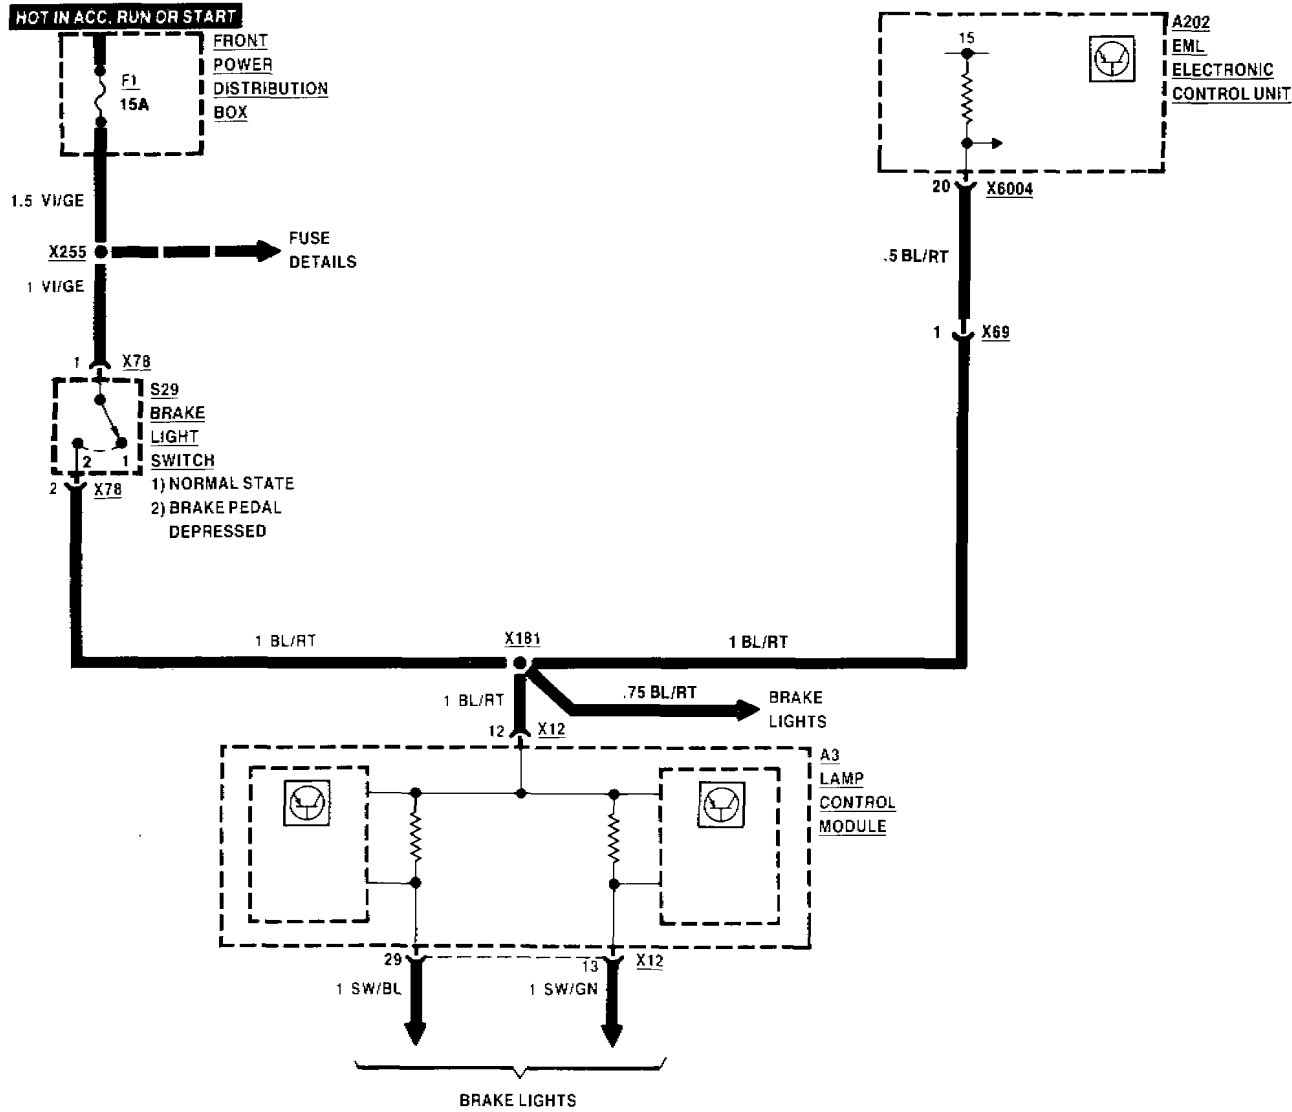 HOT IN ACC, RUN OR START
FRONT
POWER
DISTRIBUTION
BOX
F1
15A
1.5 VI/GE
X255
FUSE
DETAILS
1 VI/GE
1
X78
S29
BRAKE
LIGHT
SWITCH
1) NORMAL STATE
2) BRAKE PEDAL
DEPRESSED
2
1
2
X78
15
A202
EML
ELECTRONIC
CONTROL UNIT
20
X6004
.5 BL/RT
1
X69
1 BL/RT
X181
1 BL/RT
1 BL/RT
.75 BL/RT
BRAKE
LIGHTS
12
X12
A3
LAMP
CONTROL
MODULE
29
13
X12
1 SW/BL
1 SW/GN
BRAKE LIGHTS